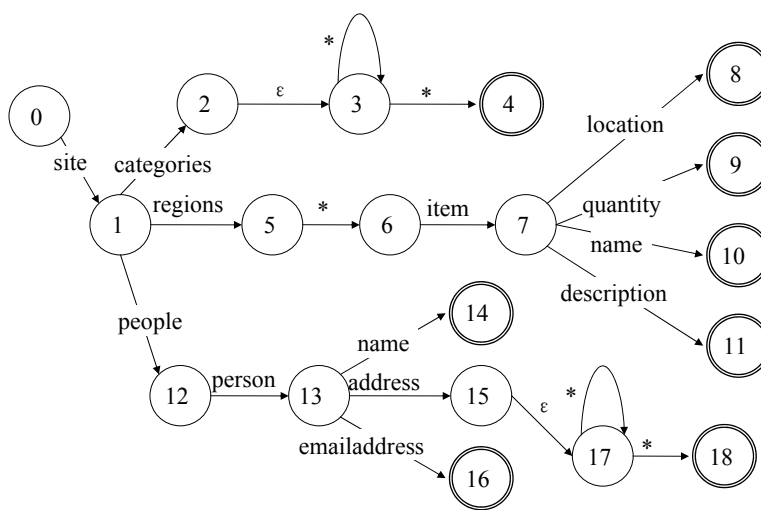 *
8
2 ε 3 * 4
0
location
site
categories
9
regions * item quantity
1 5 6 7
name 10
description
14
people
name 11
person address
12 13 15 ε *
emailaddress
16 17 * 18